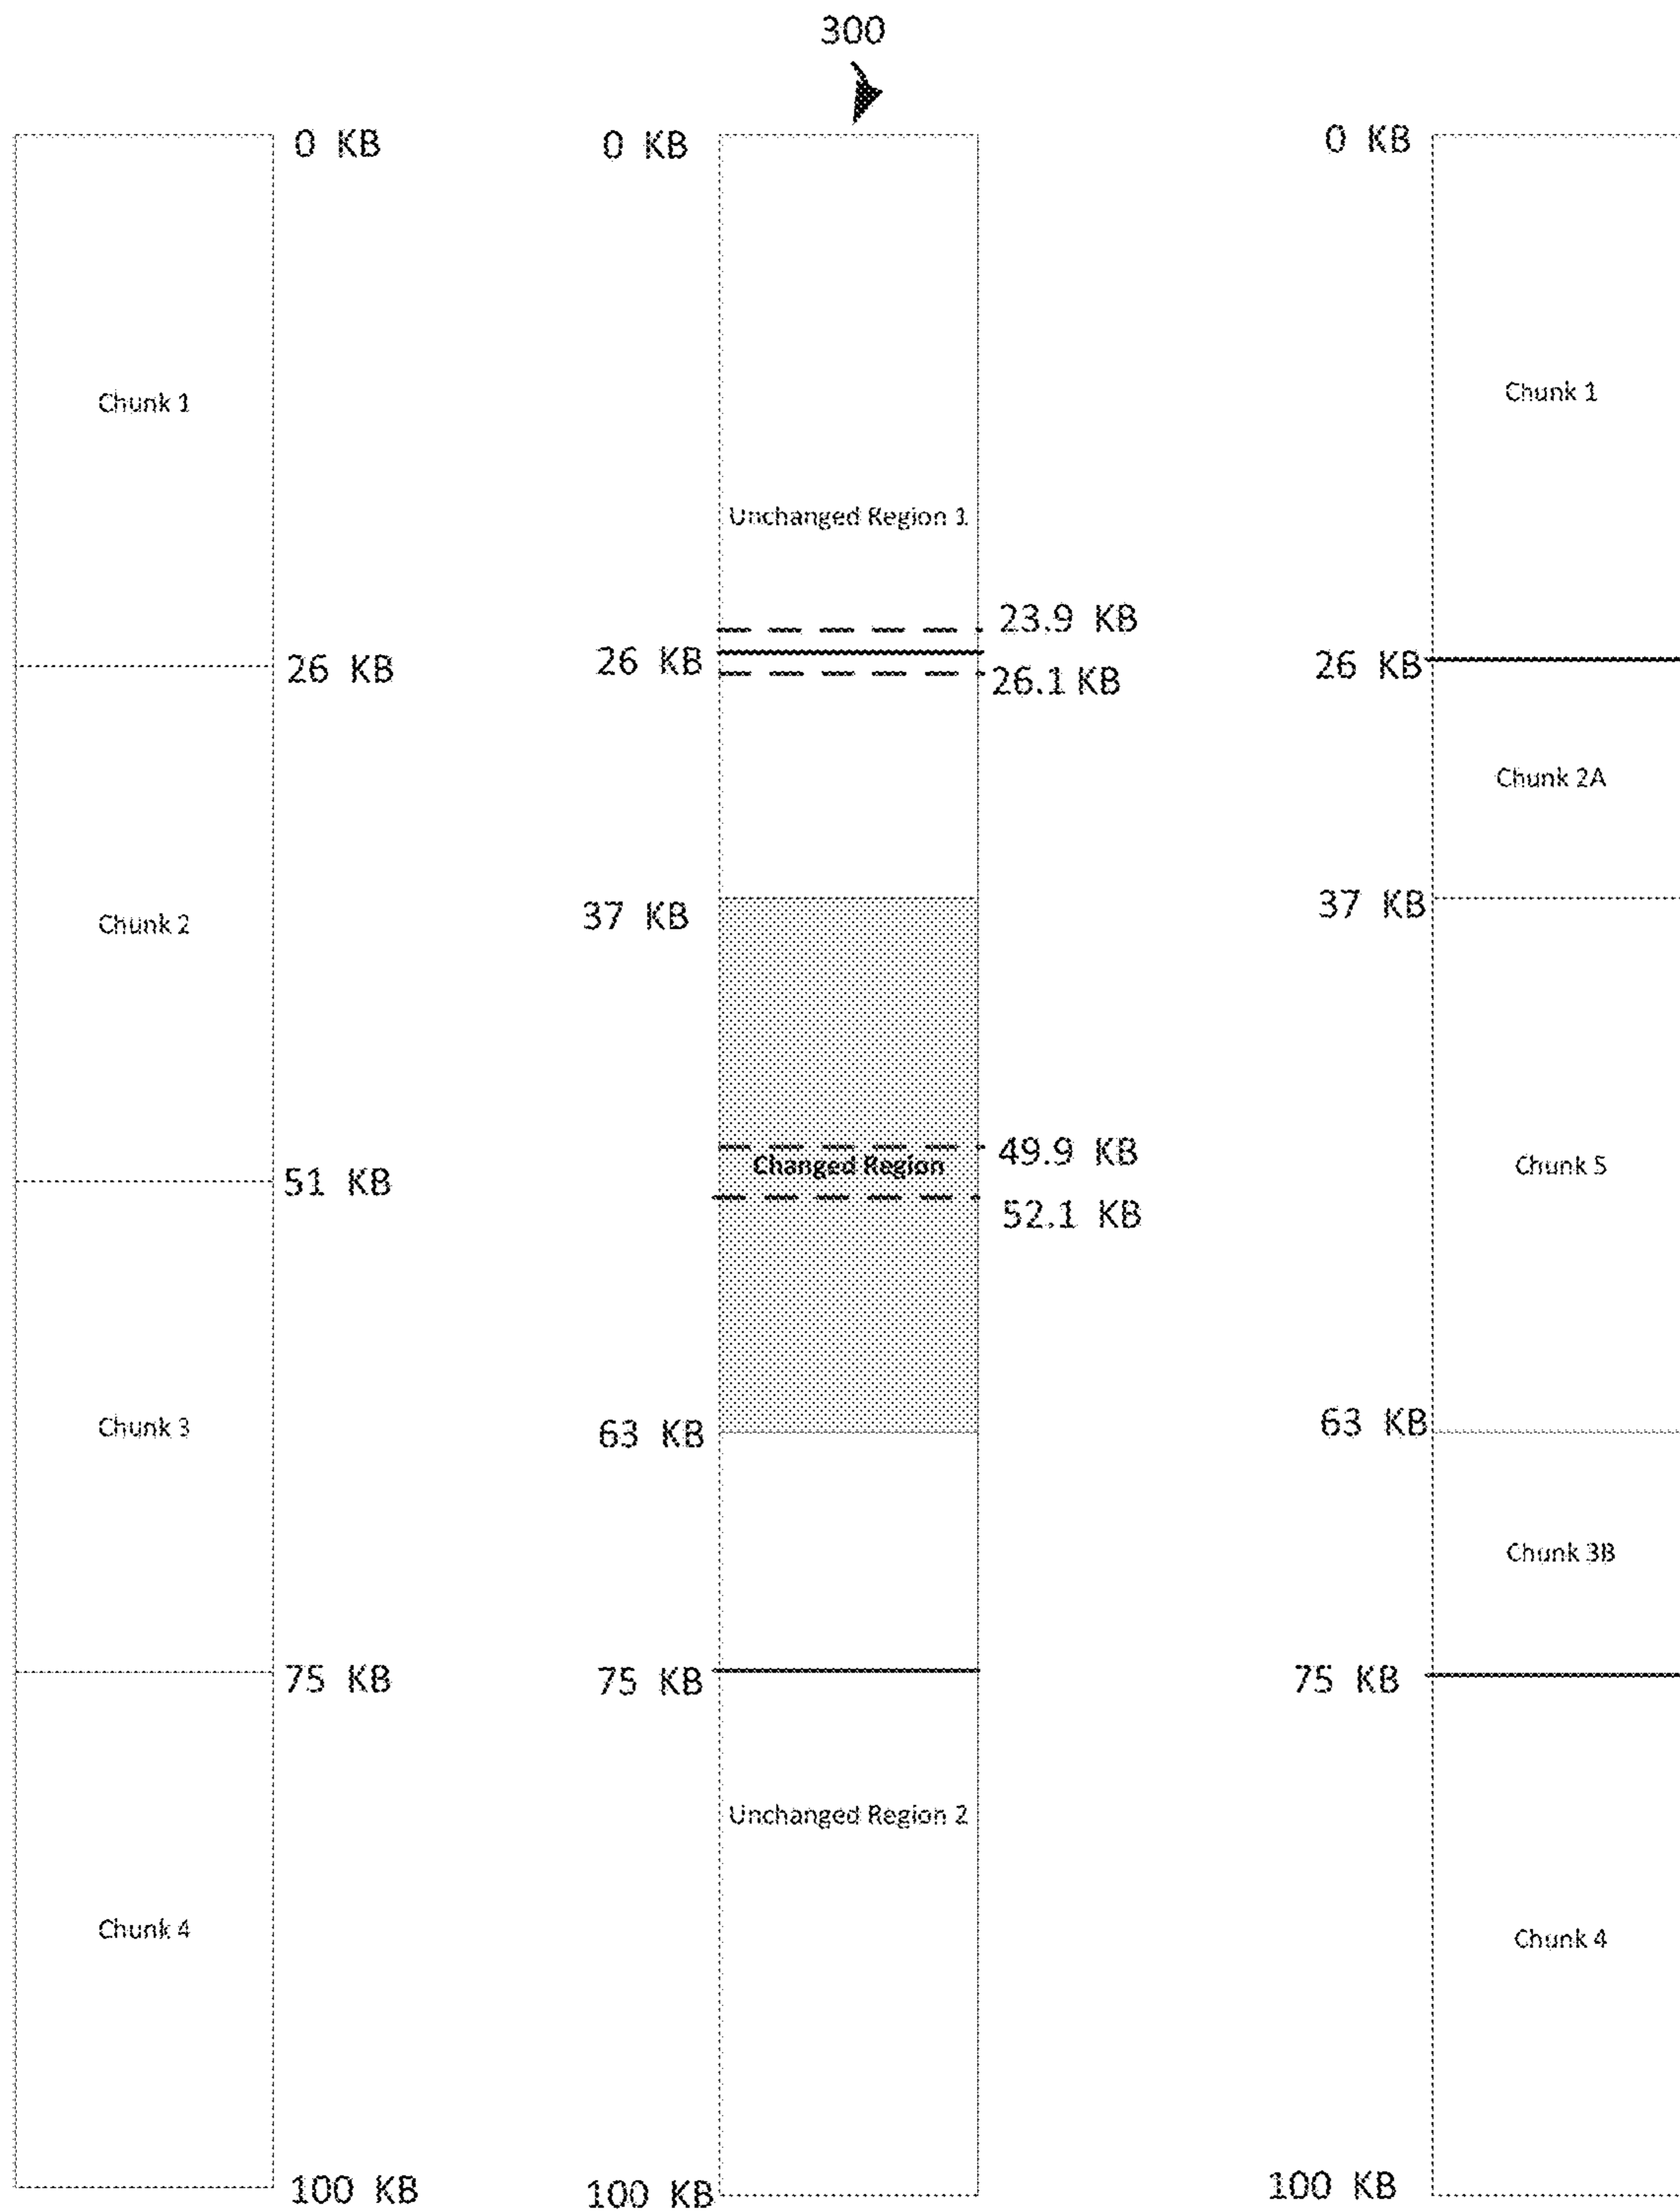 300
0 KB
Chunk 1
26 KB
Chunk 2
51 KB
Chunk 3
75 KB
Chunk 4
100 KB
0 KB
Unchanged Region 1
23.9 KB
26 KB
26.1 KB
37 KB
49.9 KB
Changed Region
52.1 KB
63 KB
75 KB
Unchanged Region 2
100 KB
0 KB
Chunk 1
26 KB
Chunk 2A
37 KB
Chunk 5
63 KB
Chunk 3B
75 KB
Chunk 4
100 KB